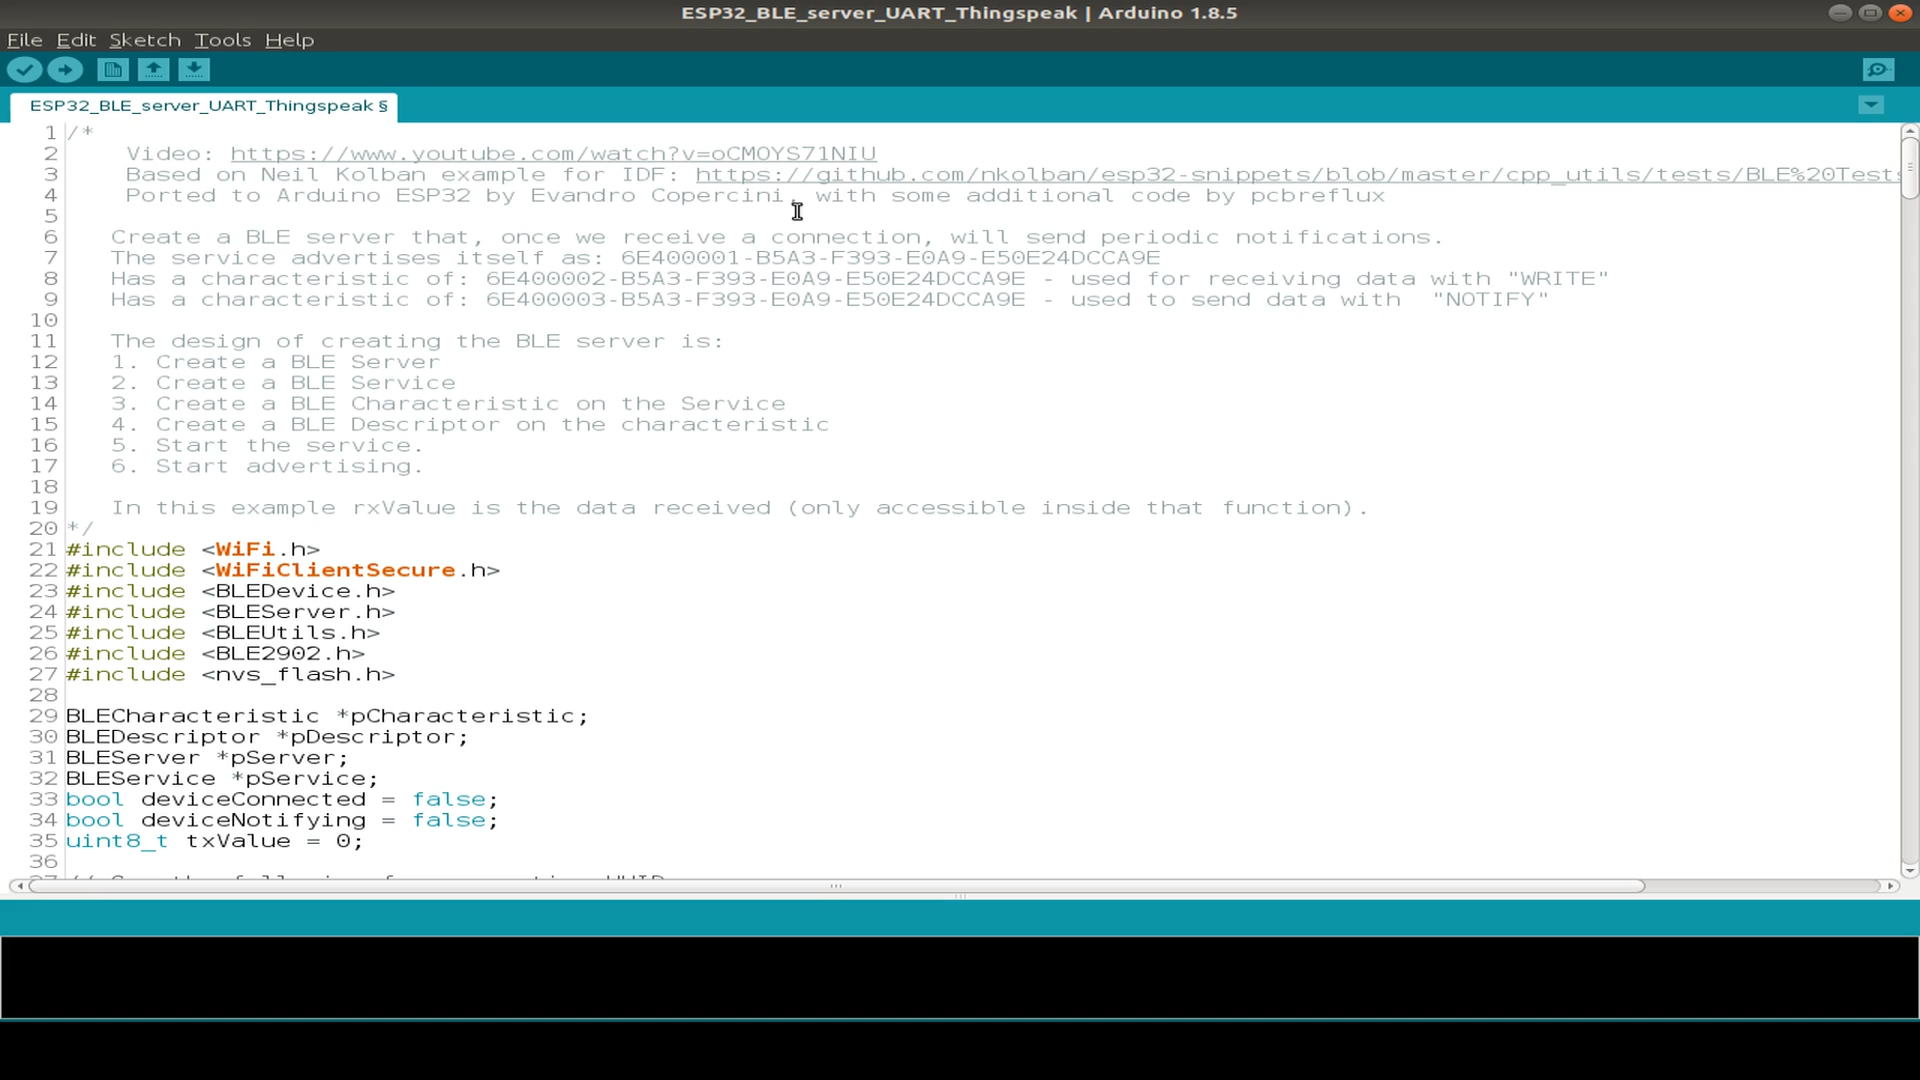 ESP32_BLE_server_UART_Thingspeak | Arduino 1.8.5
File Edit Sketch Tools Help
ESP32_BLE_server_UART_Thingspeak §
1 /*
2 Video: https://www.youtube.com/watch?v=oCMOYS71NIU
3 Based on Neil Kolban example for IDF: https://github.com/nkolban/esp32-snippets/blob/master/cpp_utils/tests/BLE%20Tests
4 Ported to Arduino ESP32 by Evandro Copercini, with some additional code by pcbreflux
5
6 Create a BLE server that, once we receive a connection, will send periodic notifications.
7 The service advertises itself as: 6E400001-B5A3-F393-E0A9-E50E24DCCA9E
8 Has a characteristic of: 6E400002-B5A3-F393-E0A9-E50E24DCCA9E - used for receiving data with "WRITE"
9 Has a characteristic of: 6E400003-B5A3-F393-E0A9-E50E24DCCA9E - used to send data with  "NOTIFY"
10
11 The design of creating the BLE server is:
12 1. Create a BLE Server
13 2. Create a BLE Service
14 3. Create a BLE Characteristic on the Service
15 4. Create a BLE Descriptor on the characteristic
16 5. Start the service.
17 6. Start advertising.
18
19 In this example rxValue is the data received (only accessible inside that function).
20 */
21 #include <WiFi.h>
22 #include <WiFiClientSecure.h>
23 #include <BLEDevice.h>
24 #include <BLEServer.h>
25 #include <BLEUtils.h>
26 #include <BLE2902.h>
27 #include <nvs_flash.h>
28
29 BLECharacteristic *pCharacteristic;
30 BLEDescriptor *pDescriptor;
31 BLEServer *pServer;
32 BLEService *pService;
33 bool deviceConnected = false;
34 bool deviceNotifying = false;
35 uint8_t txValue = 0;
36